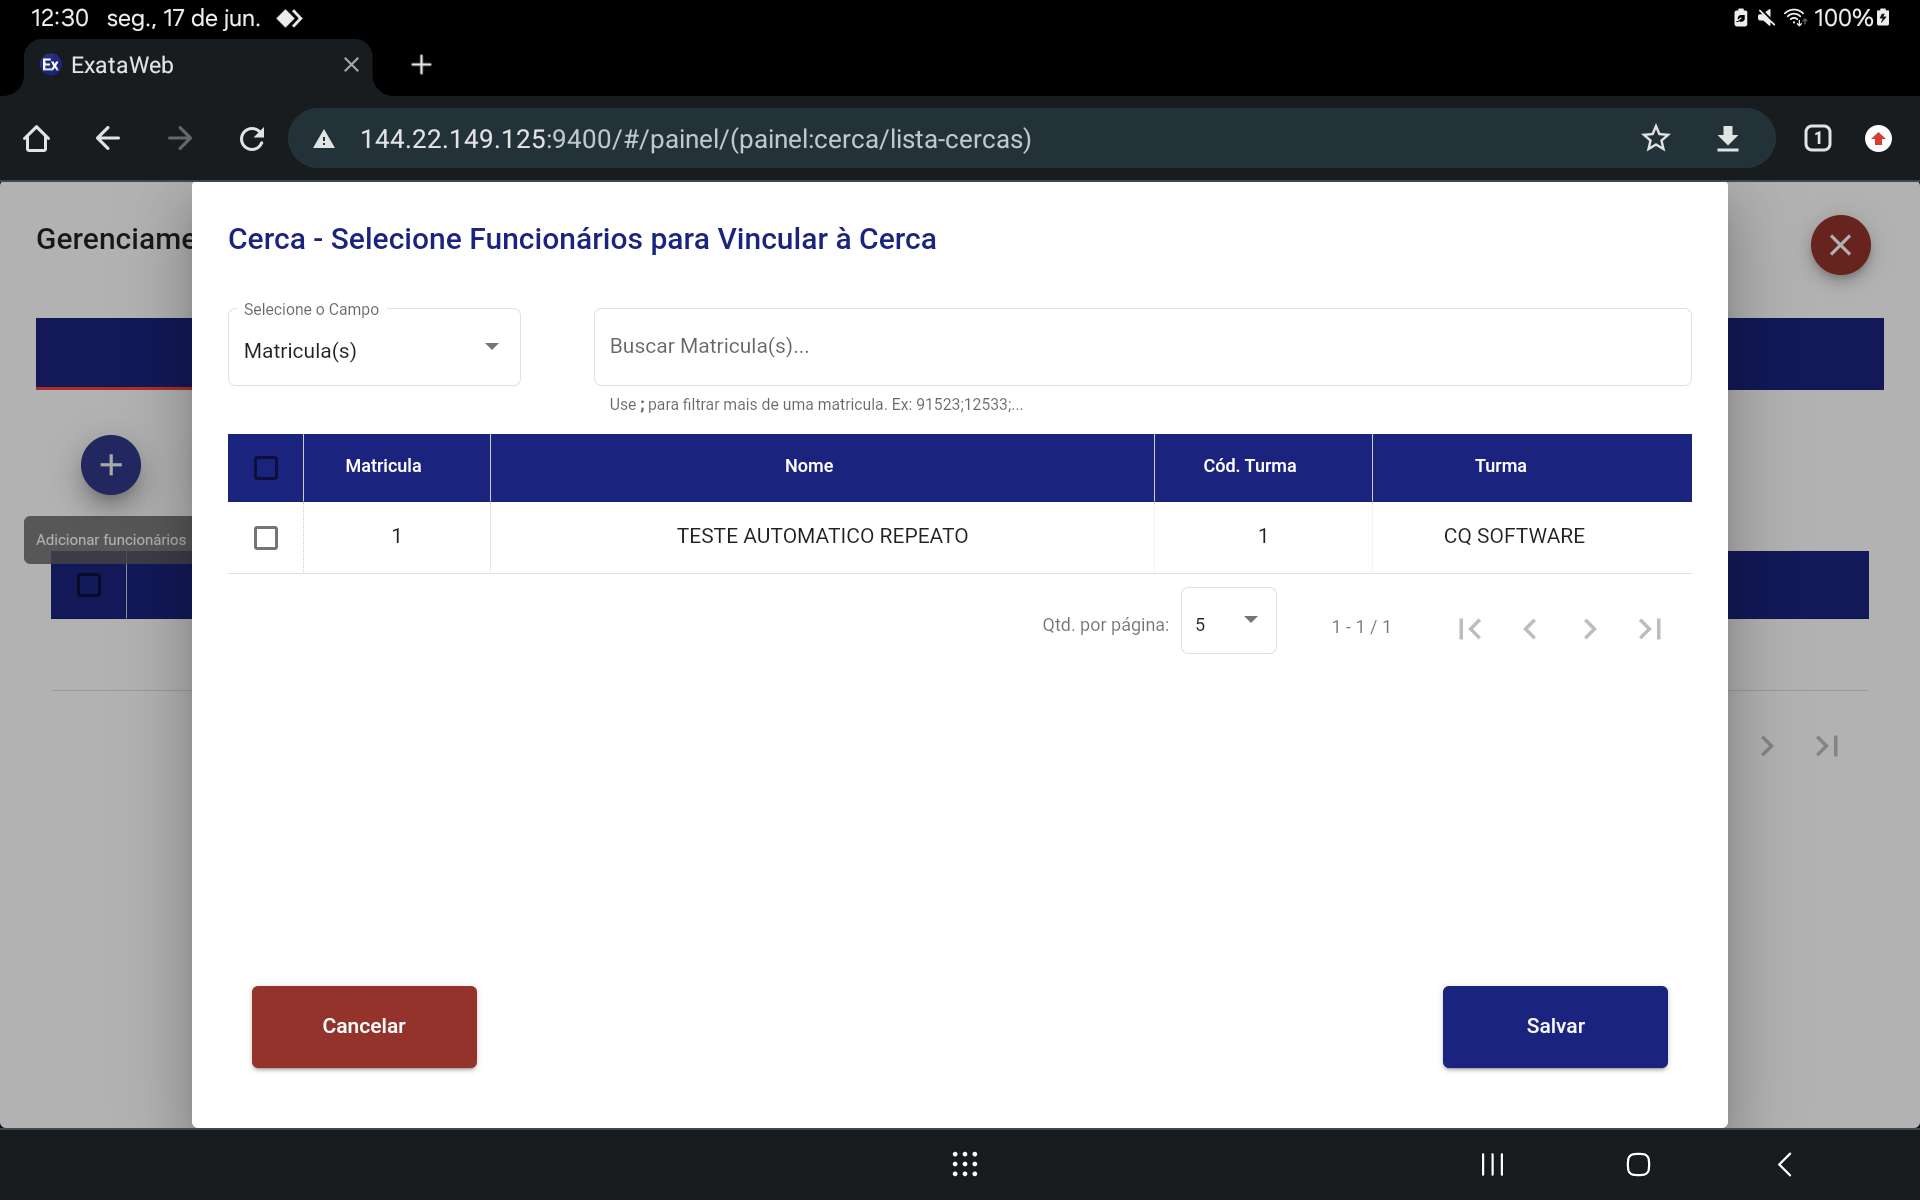 12:30 seg., 17 de jun. 100%
Ex ExataWeb
144.22.149.125:9400/#/painel/(painel:cerca/lista-cercas) 1
Gerenciame
Cerca - Selecione Funcionários para Vincular à Cerca
Selecione o Campo
Matricula(s)
Buscar Matricula(s)...
Use ; para filtrar mais de uma matricula. Ex: 91523;12533;...
Matricula Nome Cód. Turma Turma
Adicionar funcionários
1 TESTE AUTOMATICO REPEATO 1 CQ SOFTWARE
Qtd. por página: 5 1 - 1 / 1
Cancelar Salvar